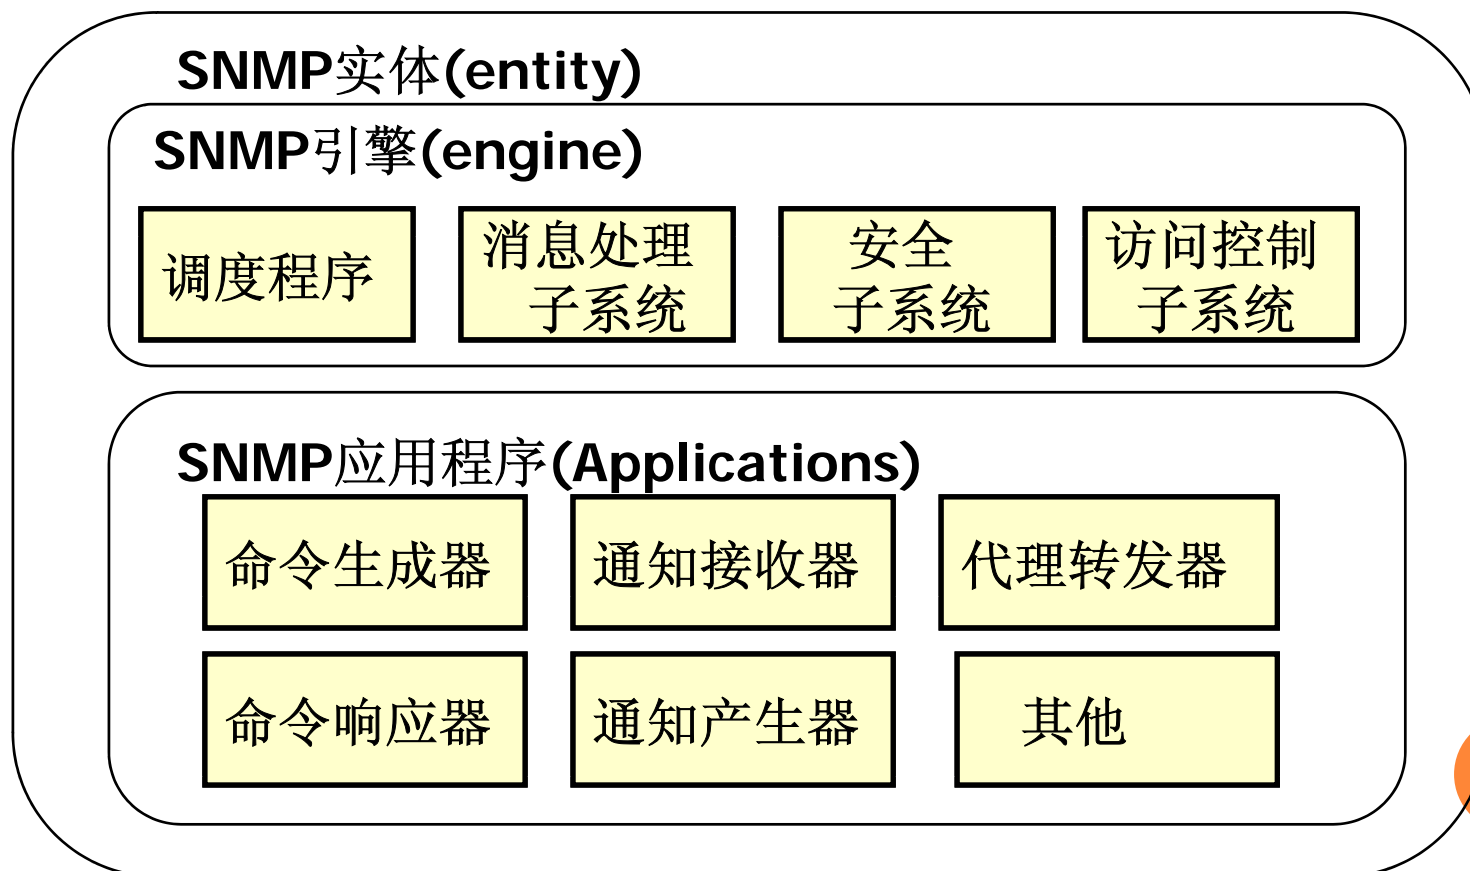 SNMP实体(entity)
SNMP引擎(engine)
调度程序
消息处理
子系统
安全
子系统
访问控制
子系统
SNMP应用程序(Applications)
命令生成器
通知接收器
代理转发器
命令响应器
通知产生器
其他